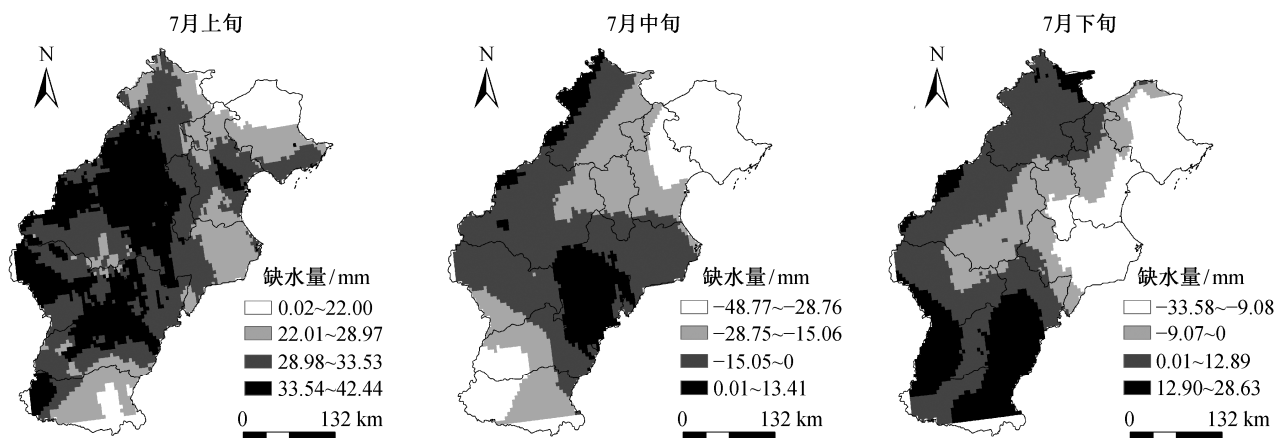 7月上旬
N
缺水量/mm
0.02~22.00
22.01~28.97
28.98~33.53
33.54~42.44
0 132 km
7月中旬
N
缺水量/mm
−48.77~−28.76
−28.75~−15.06
−15.05~0
0.01~13.41
0 132 km
7月下旬
N
缺水量/mm
−33.58~−9.08
−9.07~0
0.01~12.89
12.90~28.63
0 132 km